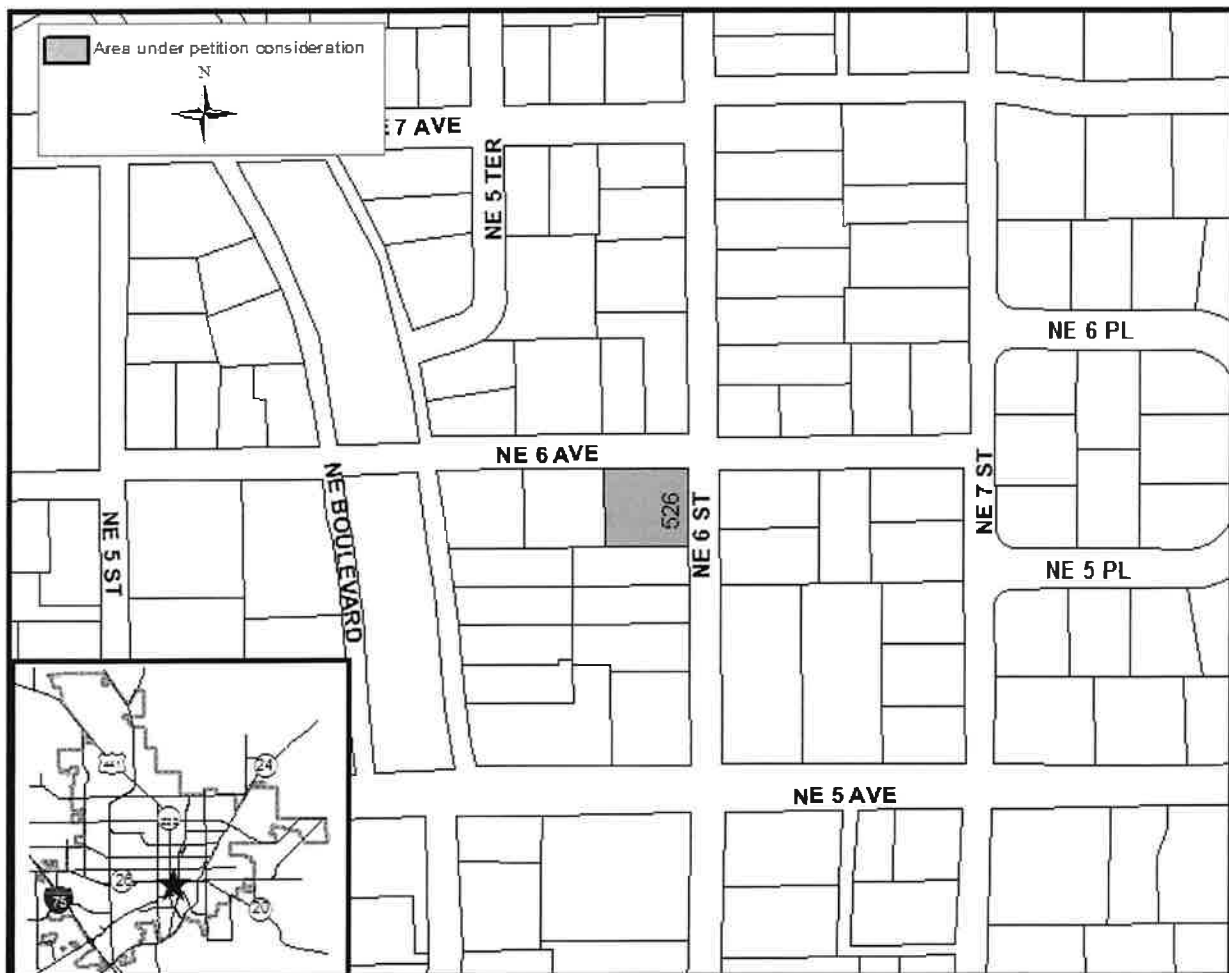 Area under petition consideration
N
E 7 AVE
NE 5 TER
NE 6 PL
NE 6 AVE
NE BOULEVARD
526
NE 7 ST
NE 5 ST
NE 6 ST
NE 5 PL
NE 5 AVE
441
24
26
75
20